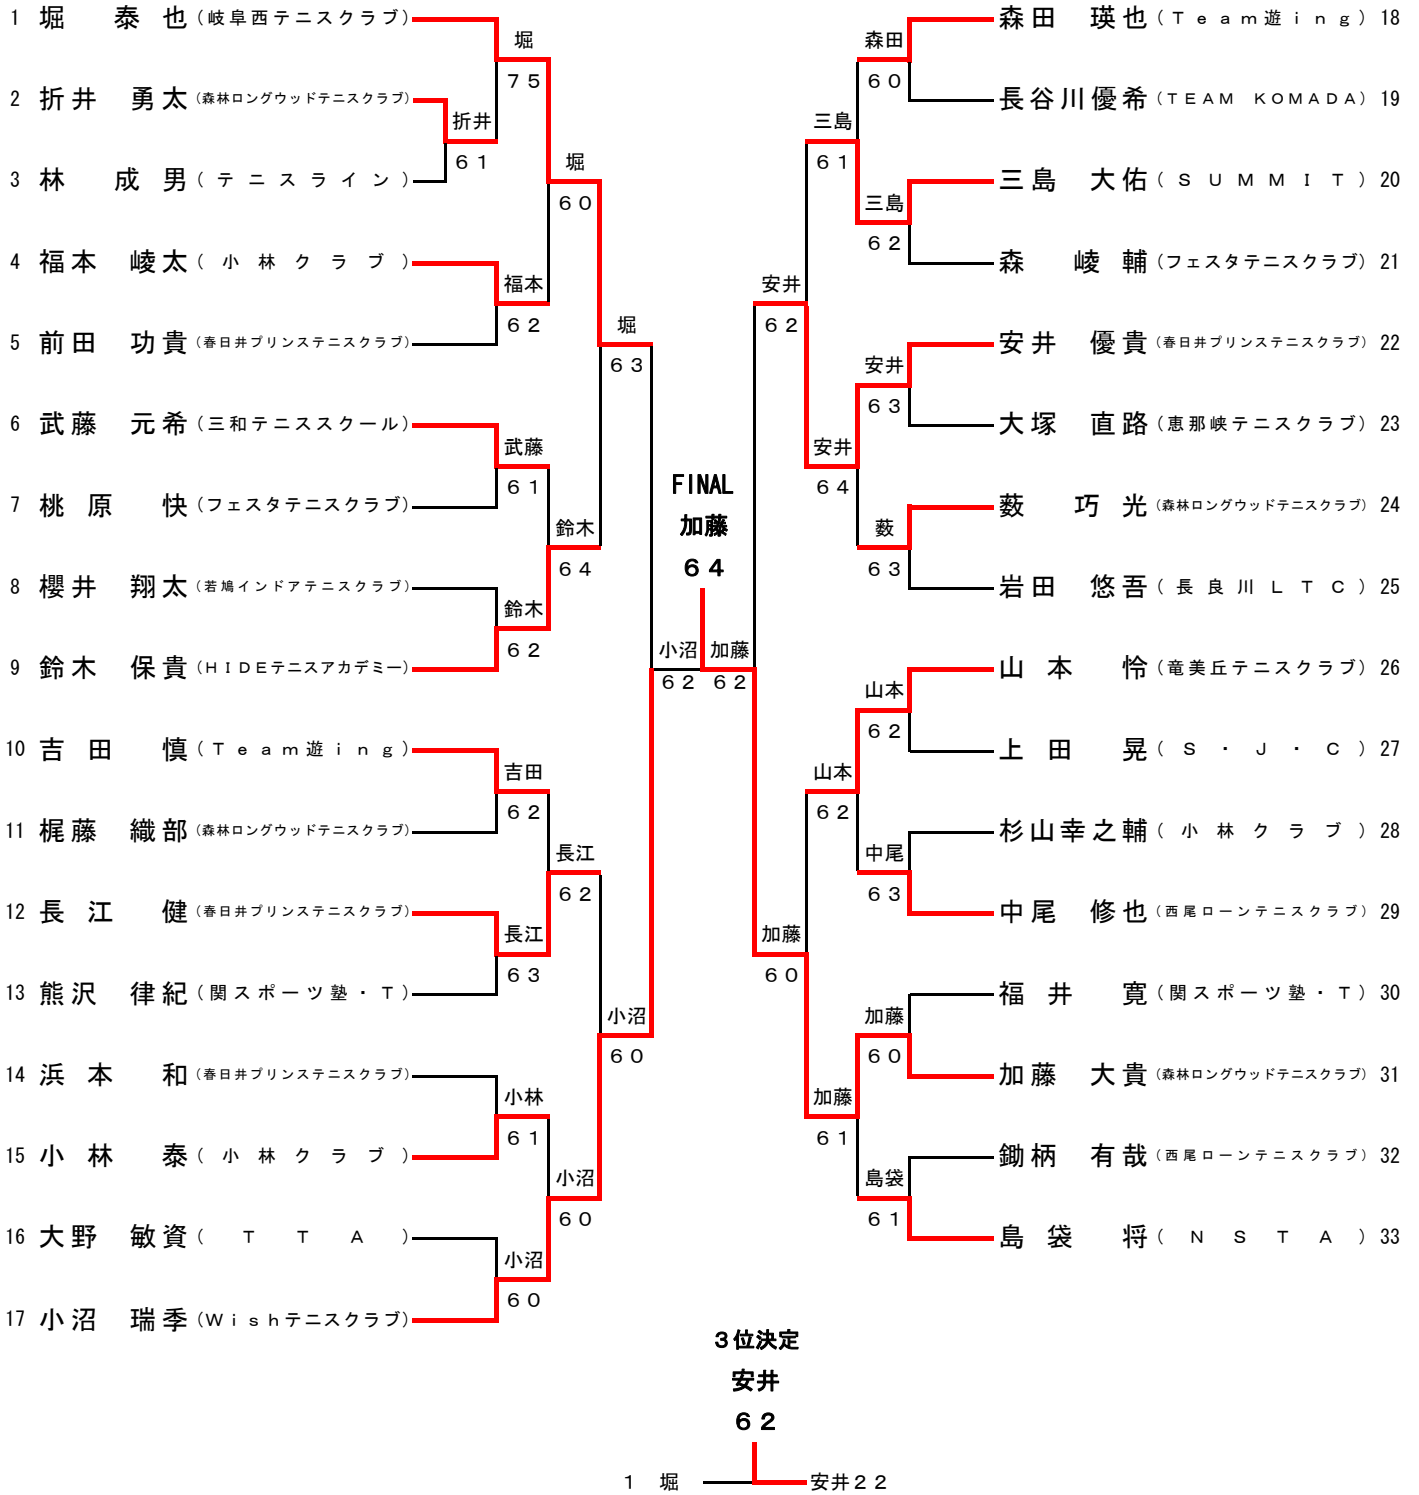 1 堀 泰也 (岐阜西テニスクラブ)
堀
75
2 折井 勇太 (森林ロングウッドテニスクラブ)
折井
61
3 林 成男 (テニスライン)
堀
60
4 福本 崚太 (小林クラブ)
福本
62
5 前田 功貴 (春日井プリンステニスクラブ)
堀
63
6 武藤 元希 (三和テニススクール)
武藤
61
7 桃原 快 (フェスタテニスクラブ)
鈴木
64
8 櫻井 翔太 (若鳩インドアテニスクラブ)
鈴木
62
9 鈴木 保貴 (HIDEテニスアカデミー)
小沼
62
10 吉田 慎 (Team遊ing)
吉田
62
11 梶藤 織部 (森林ロングウッドテニスクラブ)
長江
62
12 長江 健 (春日井プリンステニスクラブ)
長江
63
13 熊沢 律紀 (関スポーツ塾・T)
小沼
60
14 浜本 和 (春日井プリンステニスクラブ)
小林
61
15 小林 泰 (小林クラブ)
小沼
60
16 大野 敏資 (TTA)
小沼
60
17 小沼 瑞季 (Wishテニスクラブ)
FINAL
加藤
64
森田 瑛也 (Team遊ing) 18
森田
60
長谷川優希 (TEAM KOMADA) 19
三島
61
三島 大佑 (SUMMIT) 20
三島
62
森 崚輔 (フェスタテニスクラブ) 21
安井
62
安井 優貴 (春日井プリンステニスクラブ) 22
安井
63
大塚 直路 (恵那峡テニスクラブ) 23
安井
64
薮 巧光 (森林ロングウッドテニスクラブ) 24
薮
63
岩田 悠吾 (長良川LTC) 25
加藤
62
山本 怜 (竜美丘テニスクラブ) 26
山本
62
上田 晃 (S・J・C) 27
山本
62
杉山幸之輔 (小林クラブ) 28
中尾
63
中尾 修也 (西尾ローンテニスクラブ) 29
加藤
60
福井 寛 (関スポーツ塾・T) 30
加藤
60
加藤 大貴 (森林ロングウッドテニスクラブ) 31
加藤
61
鋤柄 有哉 (西尾ローンテニスクラブ) 32
島袋
61
島袋 将 (NSTA) 33
3位決定
安井
62
1 堀 安井22